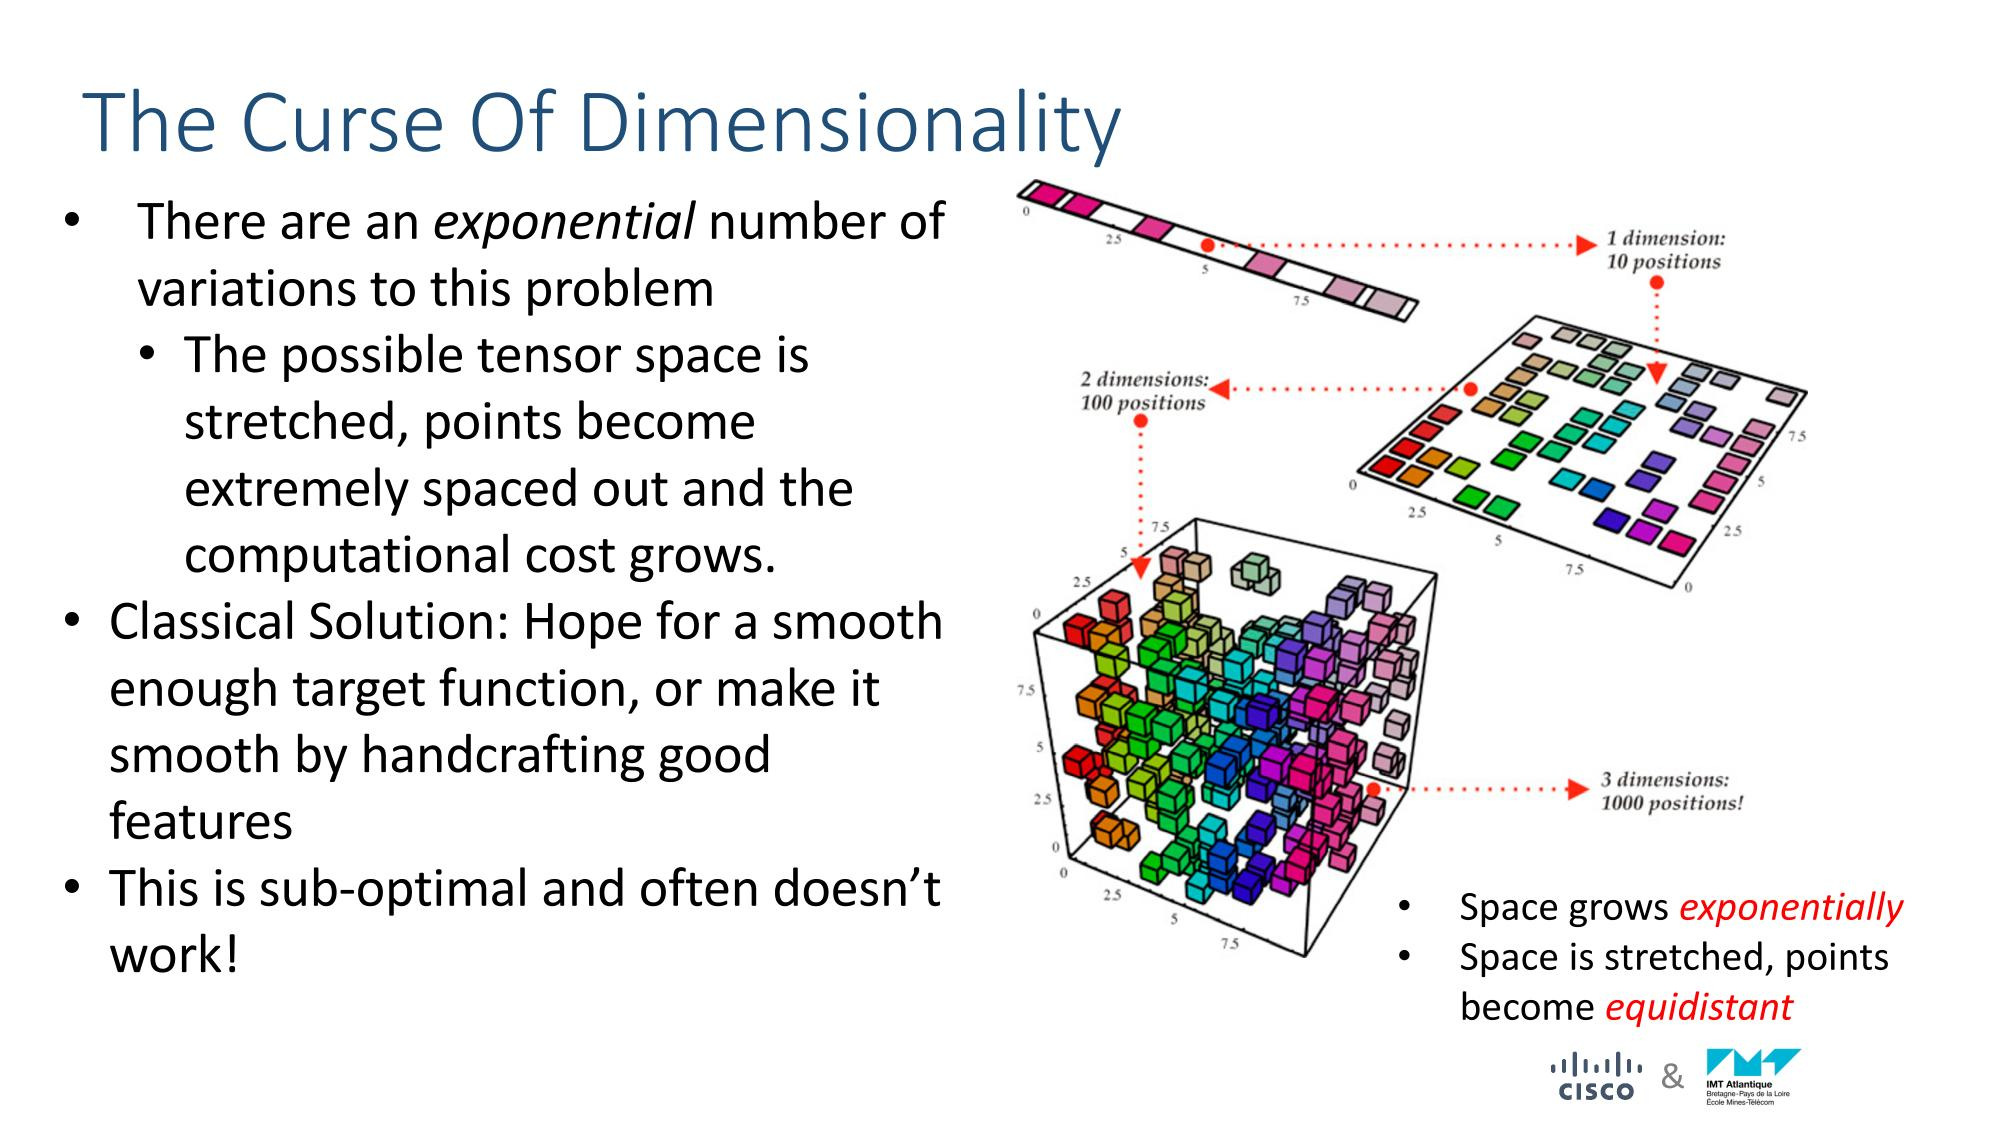 The Curse Of Dimensionality
• There are an exponential number of
variations to this problem
• The possible tensor space is
stretched, points become
extremely spaced out and the
computational cost grows.
• Classical Solution: Hope for a smooth
enough target function, or make it
smooth by handcrafting good
features
• This is sub-optimal and often doesn't
work!
0
2.5
5
7.5
1 dimension:
10 positions
2 dimensions:
100 positions
0
2.5
5
7.5
0
2.5
5
7.5
7.5
5
2.5
0
7.5
5
2.5
0
0
2.5
5
7.5
3 dimensions:
1000 positions!
• Space grows exponentially
• Space is stretched, points
become equidistant
CISCO
&
IMT Atlantique
Bretagne-Pays de la Loire
École Mines-Télécom